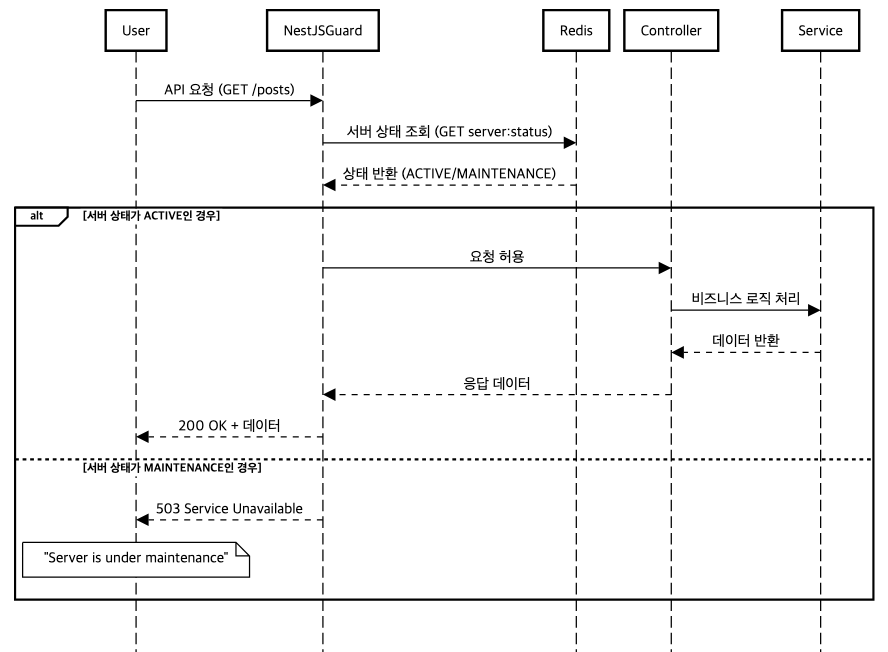 User
NestJSGuard
Redis
Controller
Service
API 요청 (GET /posts)
서버 상태 조회 (GET server:status)
상태 반환 (ACTIVE/MAINTENANCE)
alt
[서버 상태가 ACTIVE인 경우]
요청 허용
비즈니스 로직 처리
데이터 반환
응답 데이터
200 OK + 데이터
[서버 상태가 MAINTENANCE인 경우]
503 Service Unavailable
"Server is under maintenance"